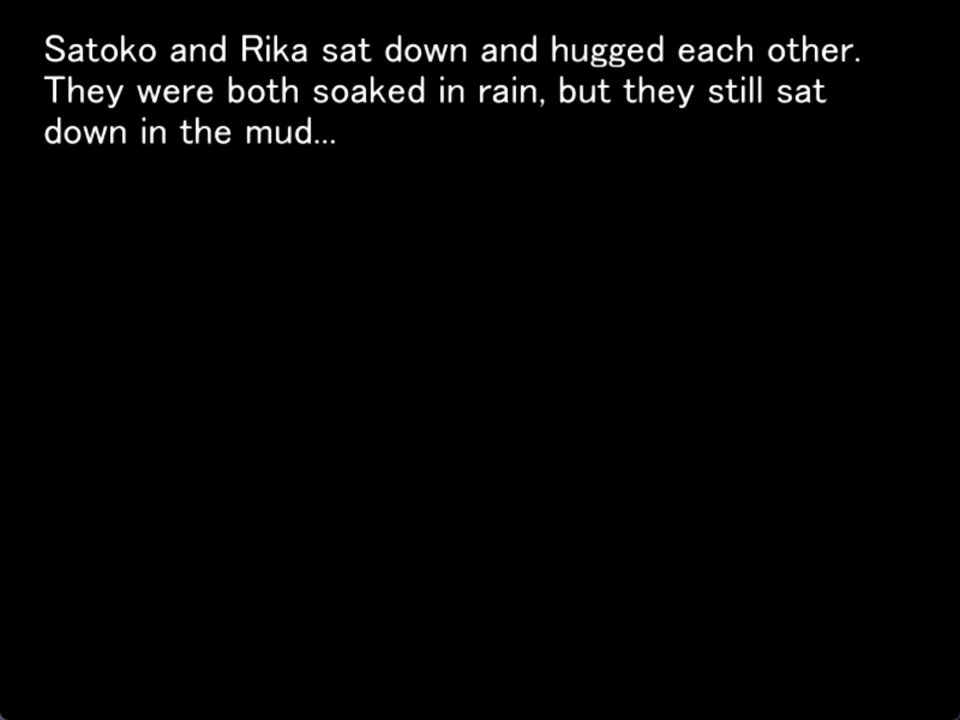 Satoko and Rika sat down and hugged each other.
They were both soaked in rain, but they still sat
down in the mud...